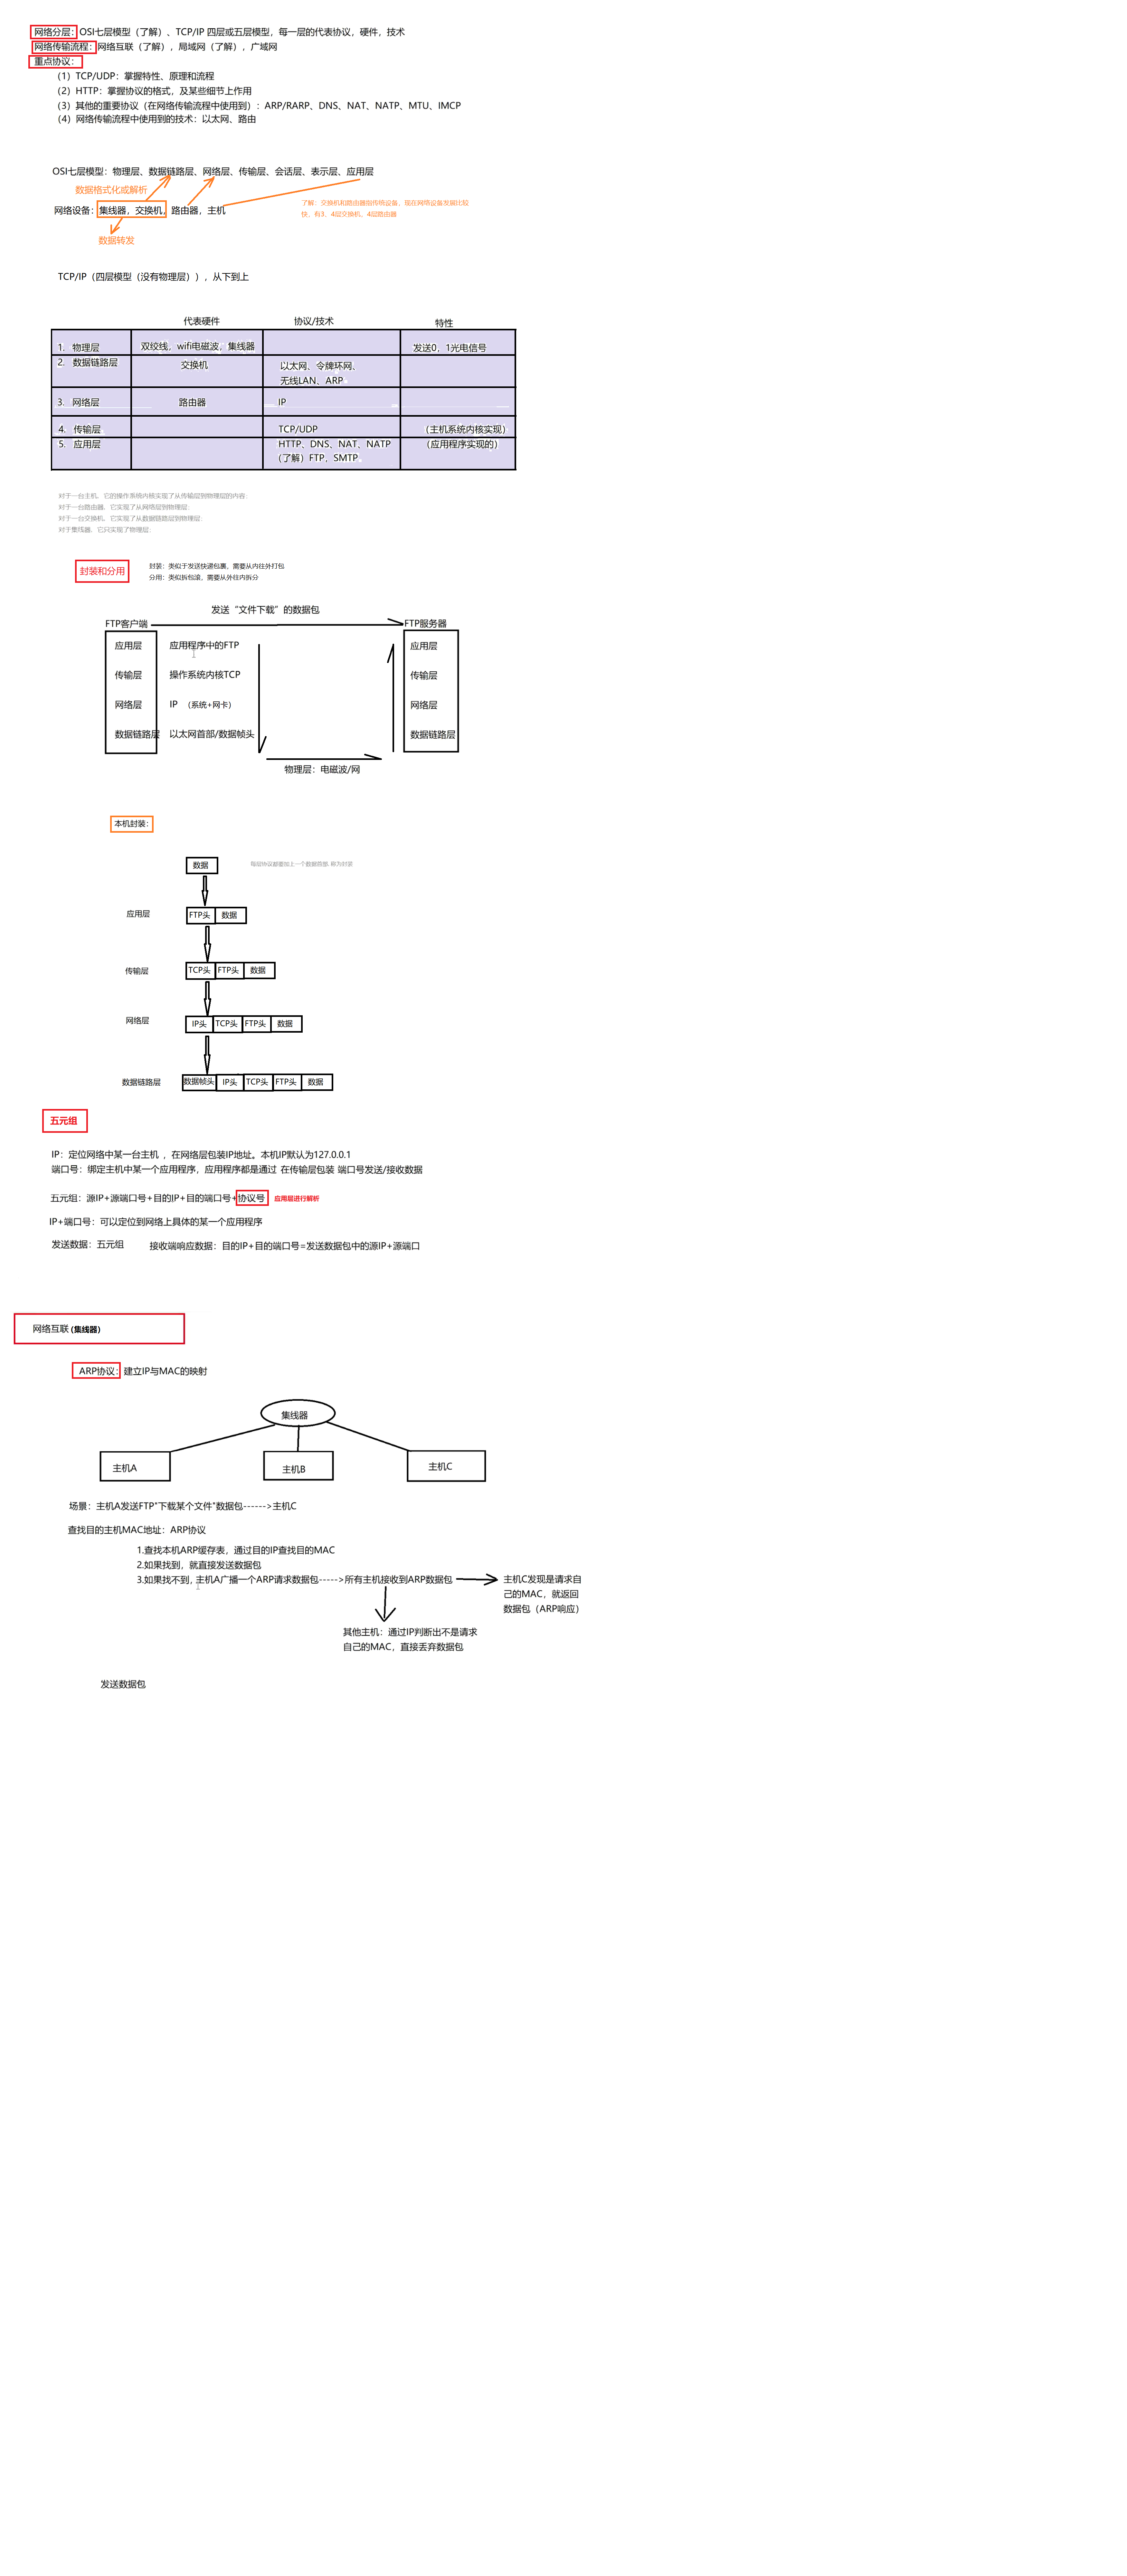 网络分层：OSI七层模型（了解）、TCP/IP 四层或五层模型，每一层的代表协议，硬件，技术
网络传输流程：网络互联（了解），局域网（了解），广域网
重点协议：
（1）TCP/UDP：掌握特性、原理和流程
（2）HTTP：掌握协议的格式，及某些细节上作用
（3）其他的重要协议（在网络传输流程中使用到）：ARP/RARP、DNS、NAT、NATP、MTU、IMCP
（4）网络传输流程中使用到的技术：以太网、路由
OSI七层模型：物理层、数据链路层、网络层、传输层、会话层、表示层、应用层
数据格式化或解析
网络设备：集线器，交换机，路由器，主机
了解：交换机和路由器指传统设备，现在网络设备发展比较
快，有3、4层交换机，4层路由器
数据转发
TCP/IP（四层模型（没有物理层）），从下到上
代表硬件 协议/技术 特性
1. 物理层 双绞线，wifi电磁波，集线器 发送0，1光电信号
2. 数据链路层 交换机 以太网、令牌环网、
无线LAN、ARP
3. 网络层 路由器 IP
4. 传输层 TCP/UDP （主机系统内核实现）
5. 应用层 HTTP、DNS、NAT、NATP （应用程序实现的）
（了解）FTP，SMTP
对于一台主机，它的操作系统内核实现了从传输层到物理层的内容；
对于一台路由器，它实现了从网络层到物理层；
对于一台交换机，它实现了从数据链路层到物理层；
对于集线器，它只实现了物理层；
封装和分用
封装：类似于发送快递包裹，需要从内往外打包
分用：类似拆包滚，需要从外往内拆分
发送“文件下载”的数据包
FTP客户端 FTP服务器
应用层 应用程序中的FTP 应用层
传输层 操作系统内核TCP 传输层
网络层 IP （系统+网卡） 网络层
数据链路层 以太网首部/数据帧头 数据链路层
物理层：电磁波/网
本机封装：
数据 每层协议都要加上一个数据首部，称为封装
应用层 FTP头 数据
传输层 TCP头 FTP头 数据
网络层 IP头 TCP头 FTP头 数据
数据链路层 数据帧头 IP头 TCP头 FTP头 数据
五元组
IP：定位网络中某一台主机 ，在网络层包装IP地址。本机IP默认为127.0.0.1
端口号：绑定主机中某一个应用程序，应用程序都是通过 在传输层包装 端口号发送/接收数据
五元组：源IP+源端口号+目的IP+目的端口号+协议号 应用层进行解析
IP+端口号：可以定位到网络上具体的某一个应用程序
发送数据：五元组 接收端响应数据：目的IP+目的端口号=发送数据包中的源IP+源端口
网络互联 (集线器)
ARP协议：建立IP与MAC的映射
集线器
主机A 主机B 主机C
场景：主机A发送FTP"下载某个文件"数据包------>主机C
查找目的主机MAC地址：ARP协议
1.查找本机ARP缓存表，通过目的IP查找目的MAC
2.如果找到，就直接发送数据包
3.如果找不到，主机A广播一个ARP请求数据包----->所有主机接收到ARP数据包
主机C发现是请求自
己的MAC，就返回
数据包（ARP响应）
其他主机：通过IP判断出不是请求
自己的MAC，直接丢弃数据包
发送数据包